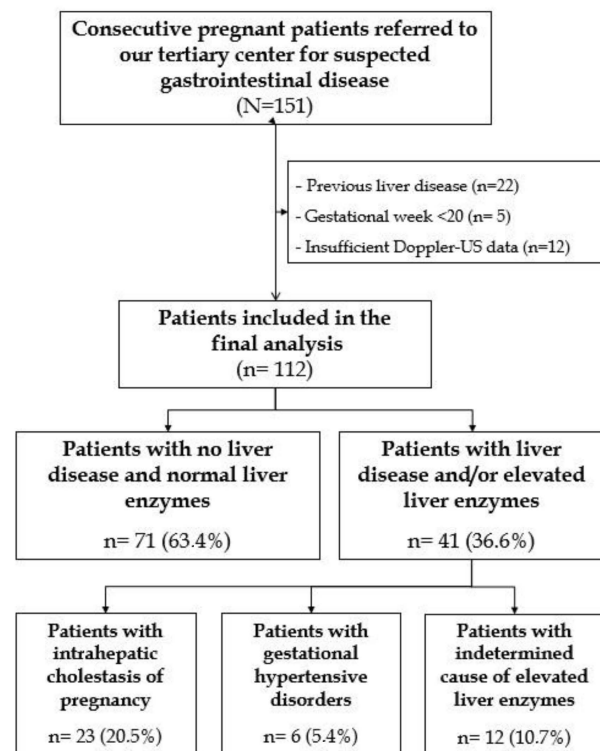 Consecutive pregnant patients referred to
our tertiary center for suspected
gastrointestinal disease
(N=151)
- Previous liver disease (n=22)
- Gestational week <20 (n= 5)
- Insufficient Doppler-US data (n=12)
Patients included in the
final analysis
(n= 112)
Patients with no liver
disease and normal liver
enzymes
n= 71 (63.4%)
Patients with liver
disease and/or elevated
liver enzymes
n= 41 (36.6%)
Patients with
intrahepatic
cholestasis of
pregnancy
n= 23 (20.5%)
Patients with
gestational
hypertensive
disorders
n= 6 (5.4%)
Patients with
indetermined
cause of elevated
liver enzymes
n= 12 (10.7%)